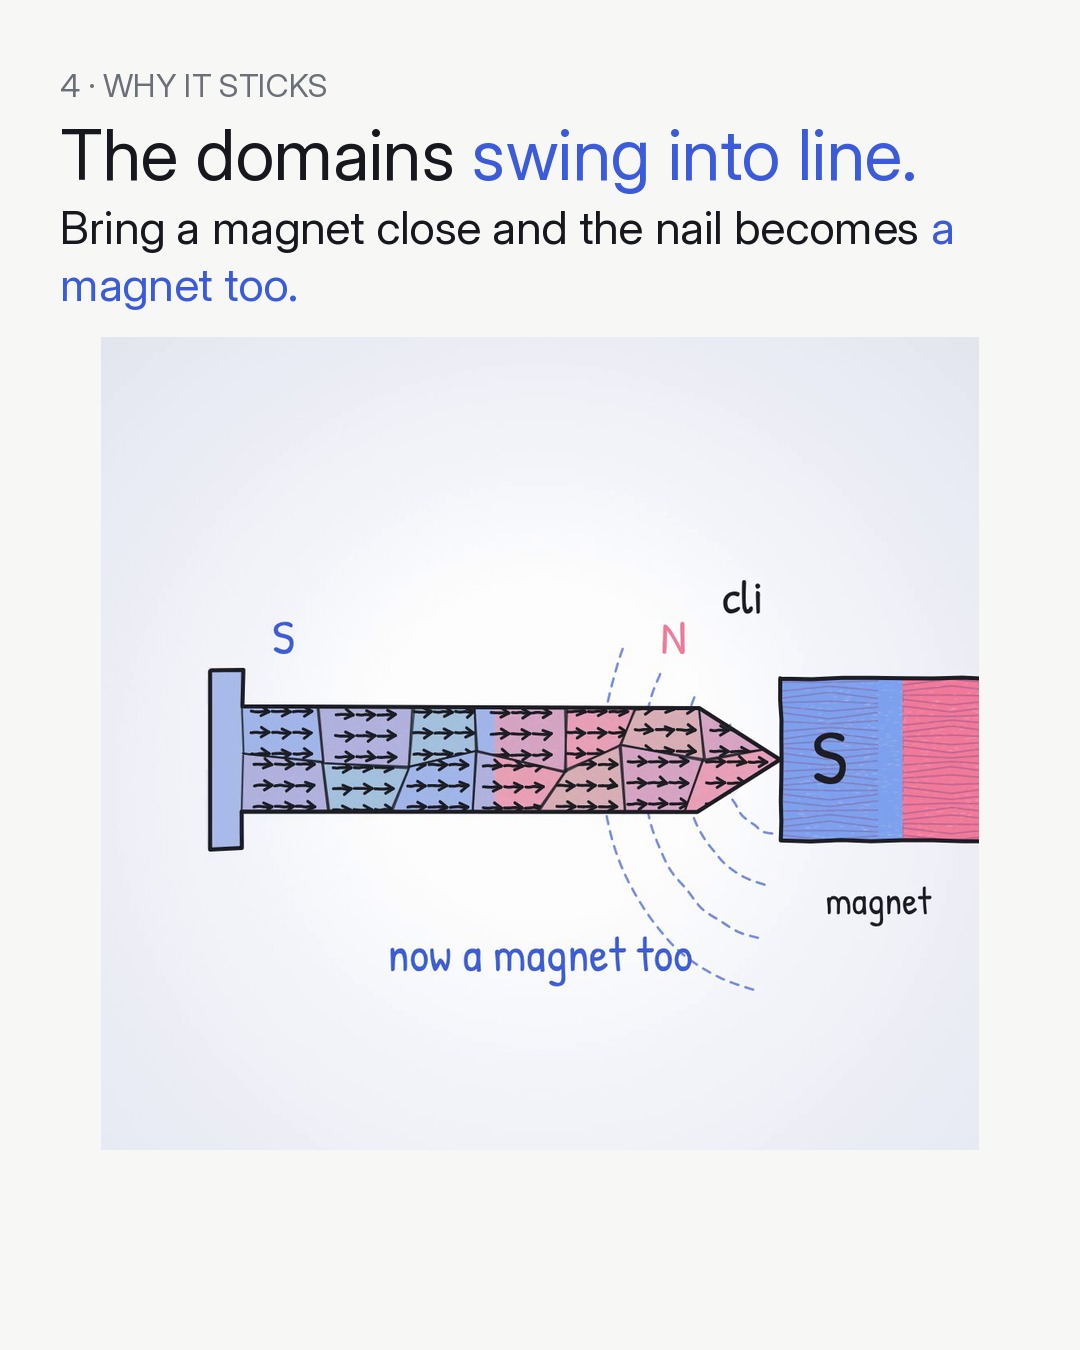 4 · WHY IT STICKS
The domains swing into line.
Bring a magnet close and the nail becomes a
magnet too.
cli
S
N
S
magnet
now a magnet too